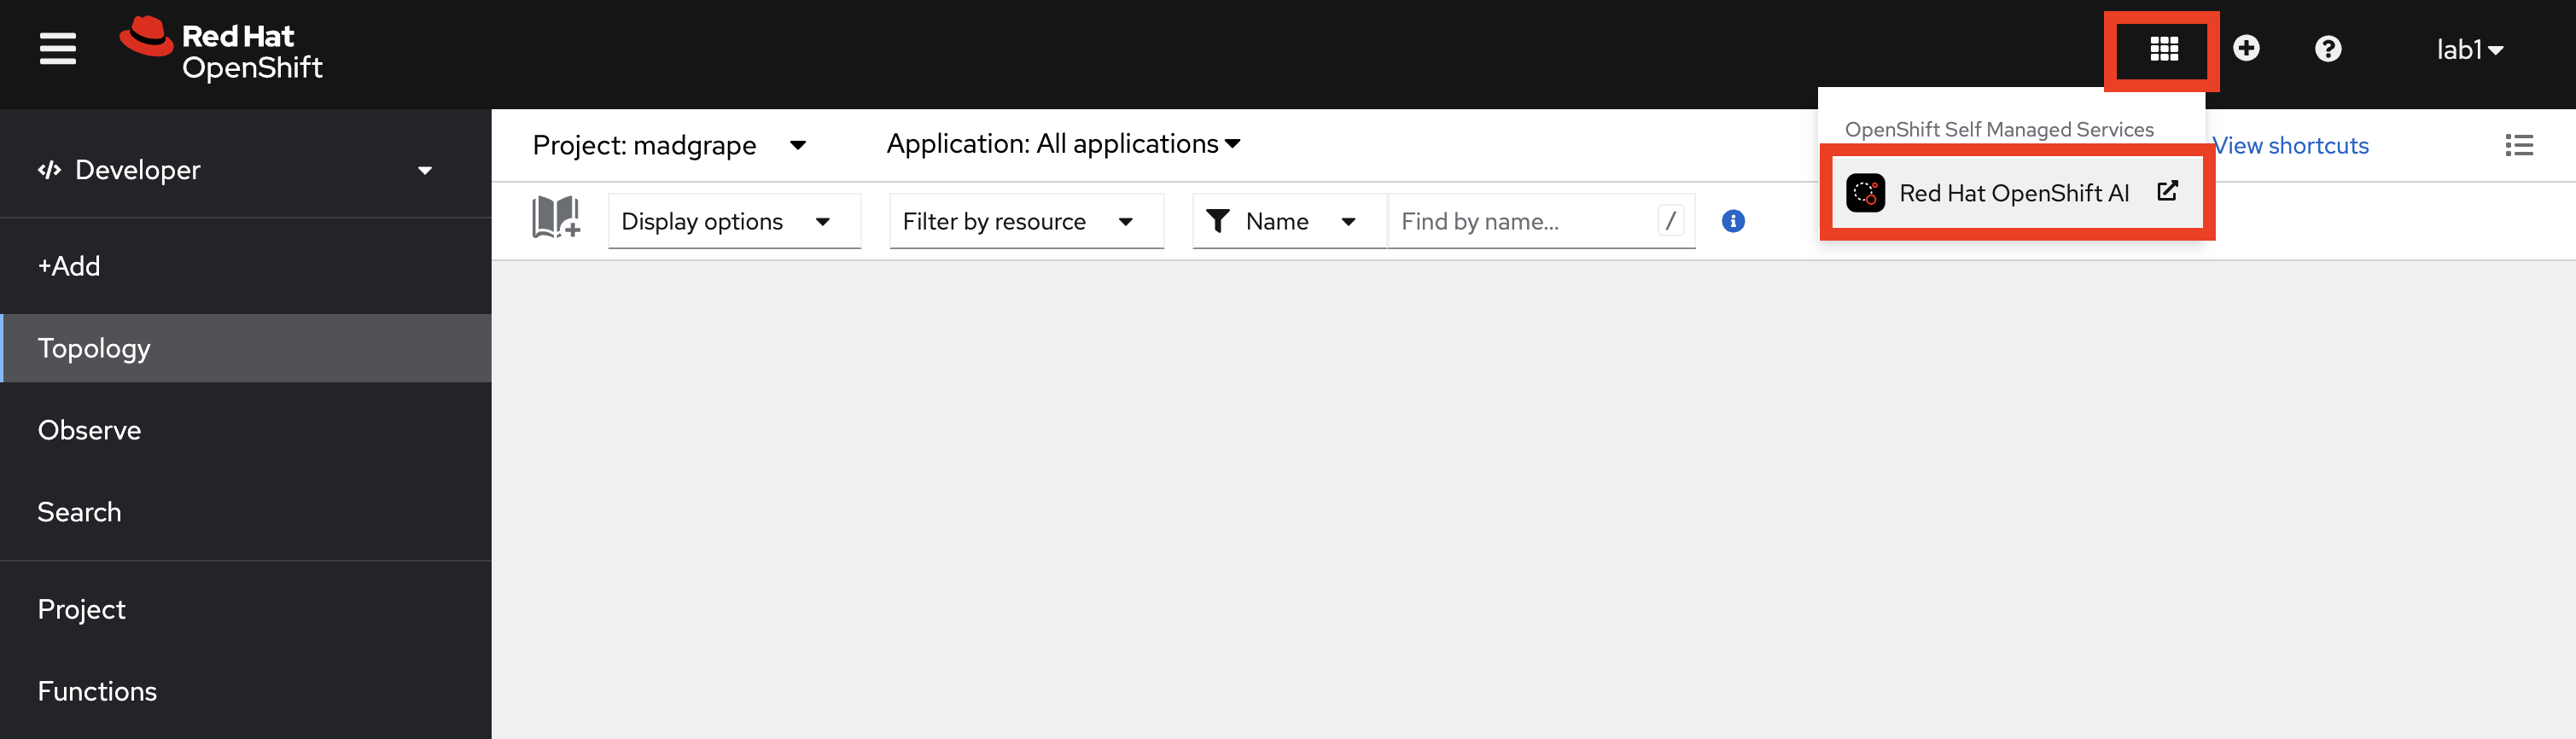 Red Hat
OpenShift
lab1
Developer
+Add
Topology
Observe
Search
Project
Functions
Project: madgrape
Application: All applications
View shortcuts
Display options
Filter by resource
Name
Find by name...
/
OpenShift Self Managed Services
Red Hat OpenShift AI